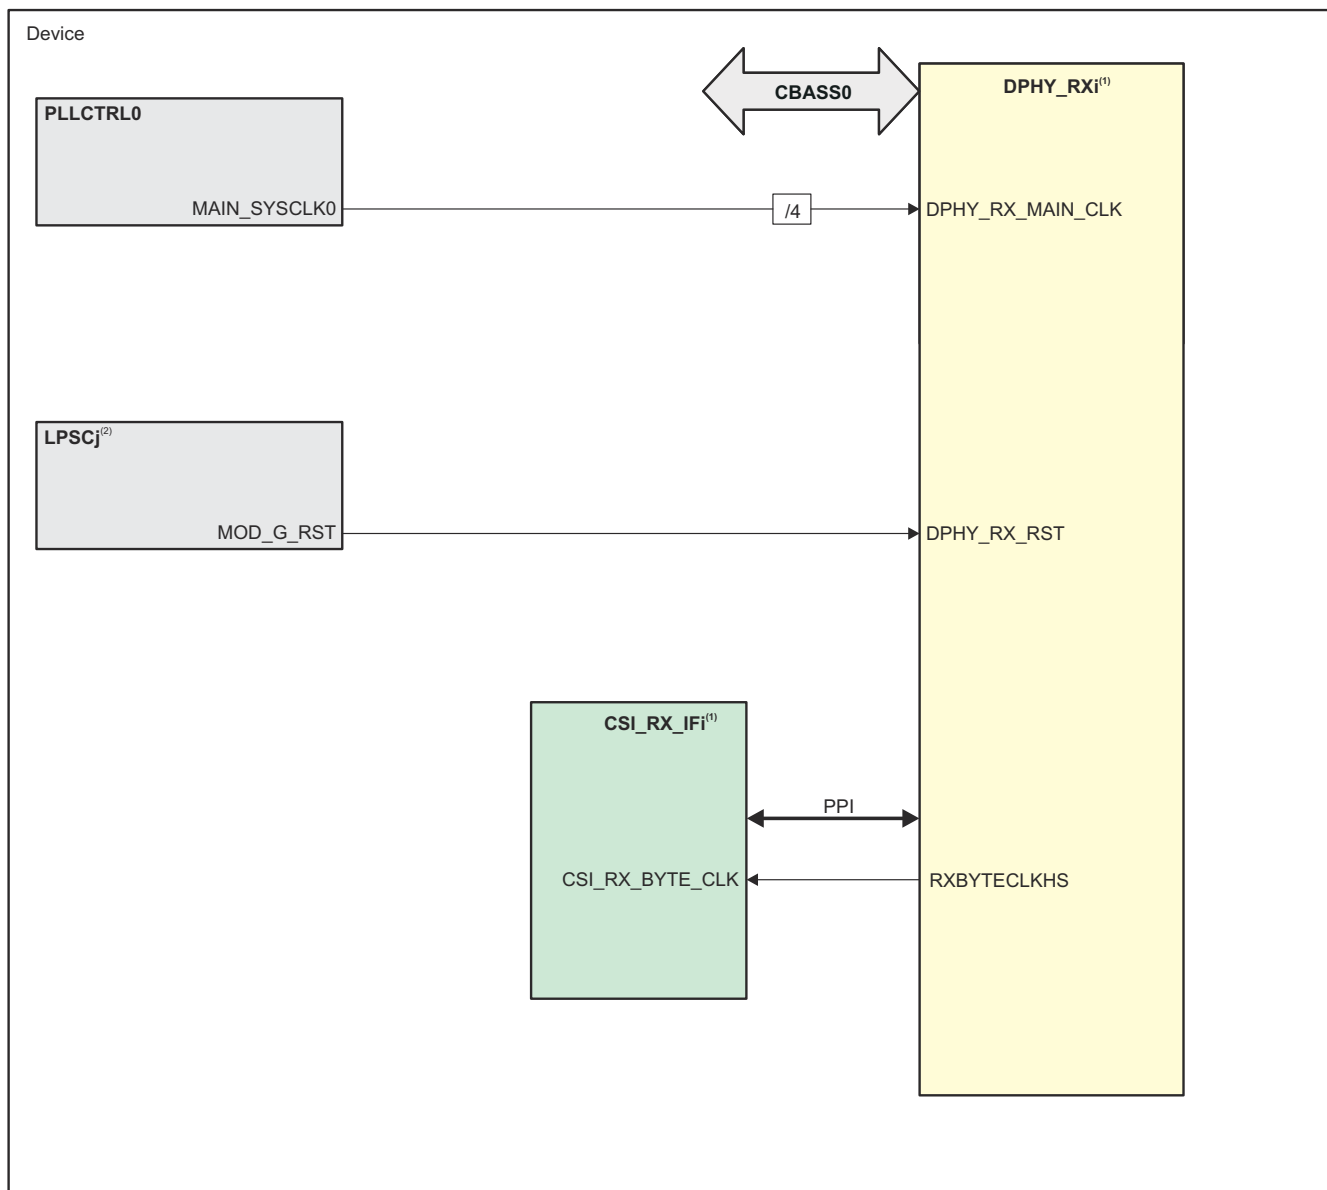 Device
CBASS0
DPHY_RXi(1)
PLLCTRL0
MAIN_SYSCLK0
/4
DPHY_RX_MAIN_CLK
LPSCj(2)
MOD_G_RST
DPHY_RX_RST
CSI_RX_IFi(1)
PPI
CSI_RX_BYTE_CLK
RXBYTECLKHS